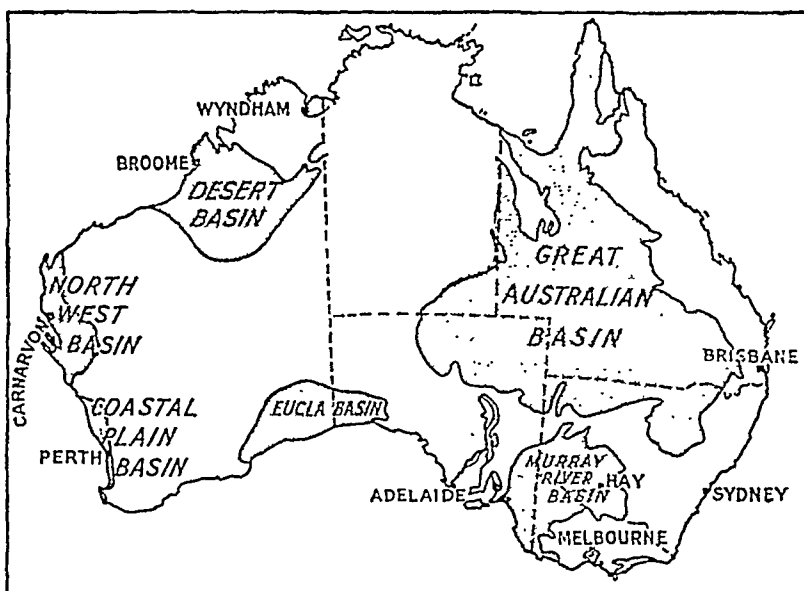 WYNDHAM
BROOME
DESERT
BASIN
GREAT
AUSTRALIAN
BASIN
NORTH
WEST
BASIN
CARNARVON
BRISBANE
COASTAL
PLAIN
BASIN
EUCLA BASIN
PERTH
MURRAY
RIVER
BASIN
HAY
ADELAIDE
SYDNEY
MELBOURNE